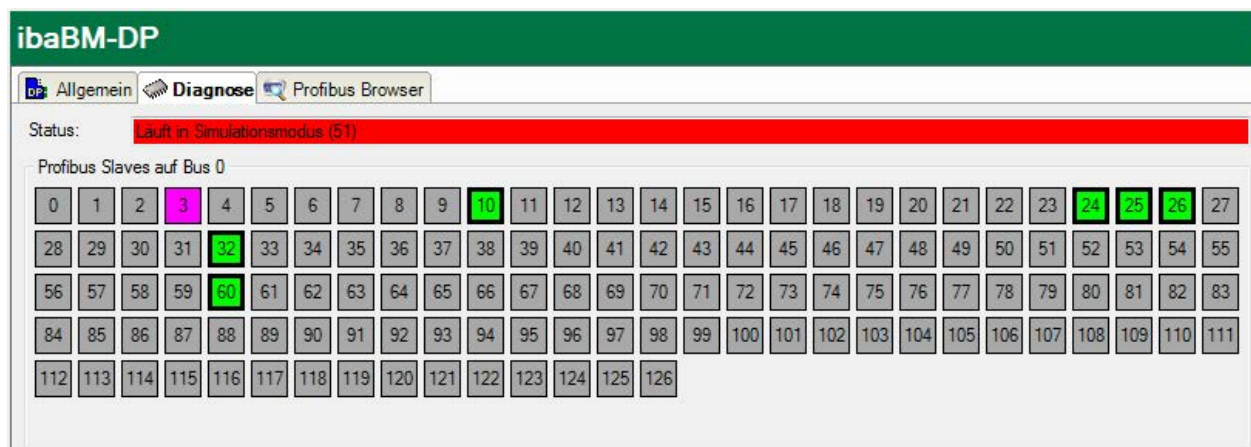 ibaBM-DP
DP Allgemein Diagnose Profibus Browser
Status: Läuft in Simulationsmodus (51)
Profibus Slaves auf Bus 0
0 1 2 3 4 5 6 7 8 9 10 11 12 13 14 15 16 17 18 19 20 21 22 23 24 25 26 27
28 29 30 31 32 33 34 35 36 37 38 39 40 41 42 43 44 45 46 47 48 49 50 51 52 53 54 55
56 57 58 59 60 61 62 63 64 65 66 67 68 69 70 71 72 73 74 75 76 77 78 79 80 81 82 83
84 85 86 87 88 89 90 91 92 93 94 95 96 97 98 99 100 101 102 103 104 105 106 107 108 109 110 111
112 113 114 115 116 117 118 119 120 121 122 123 124 125 126